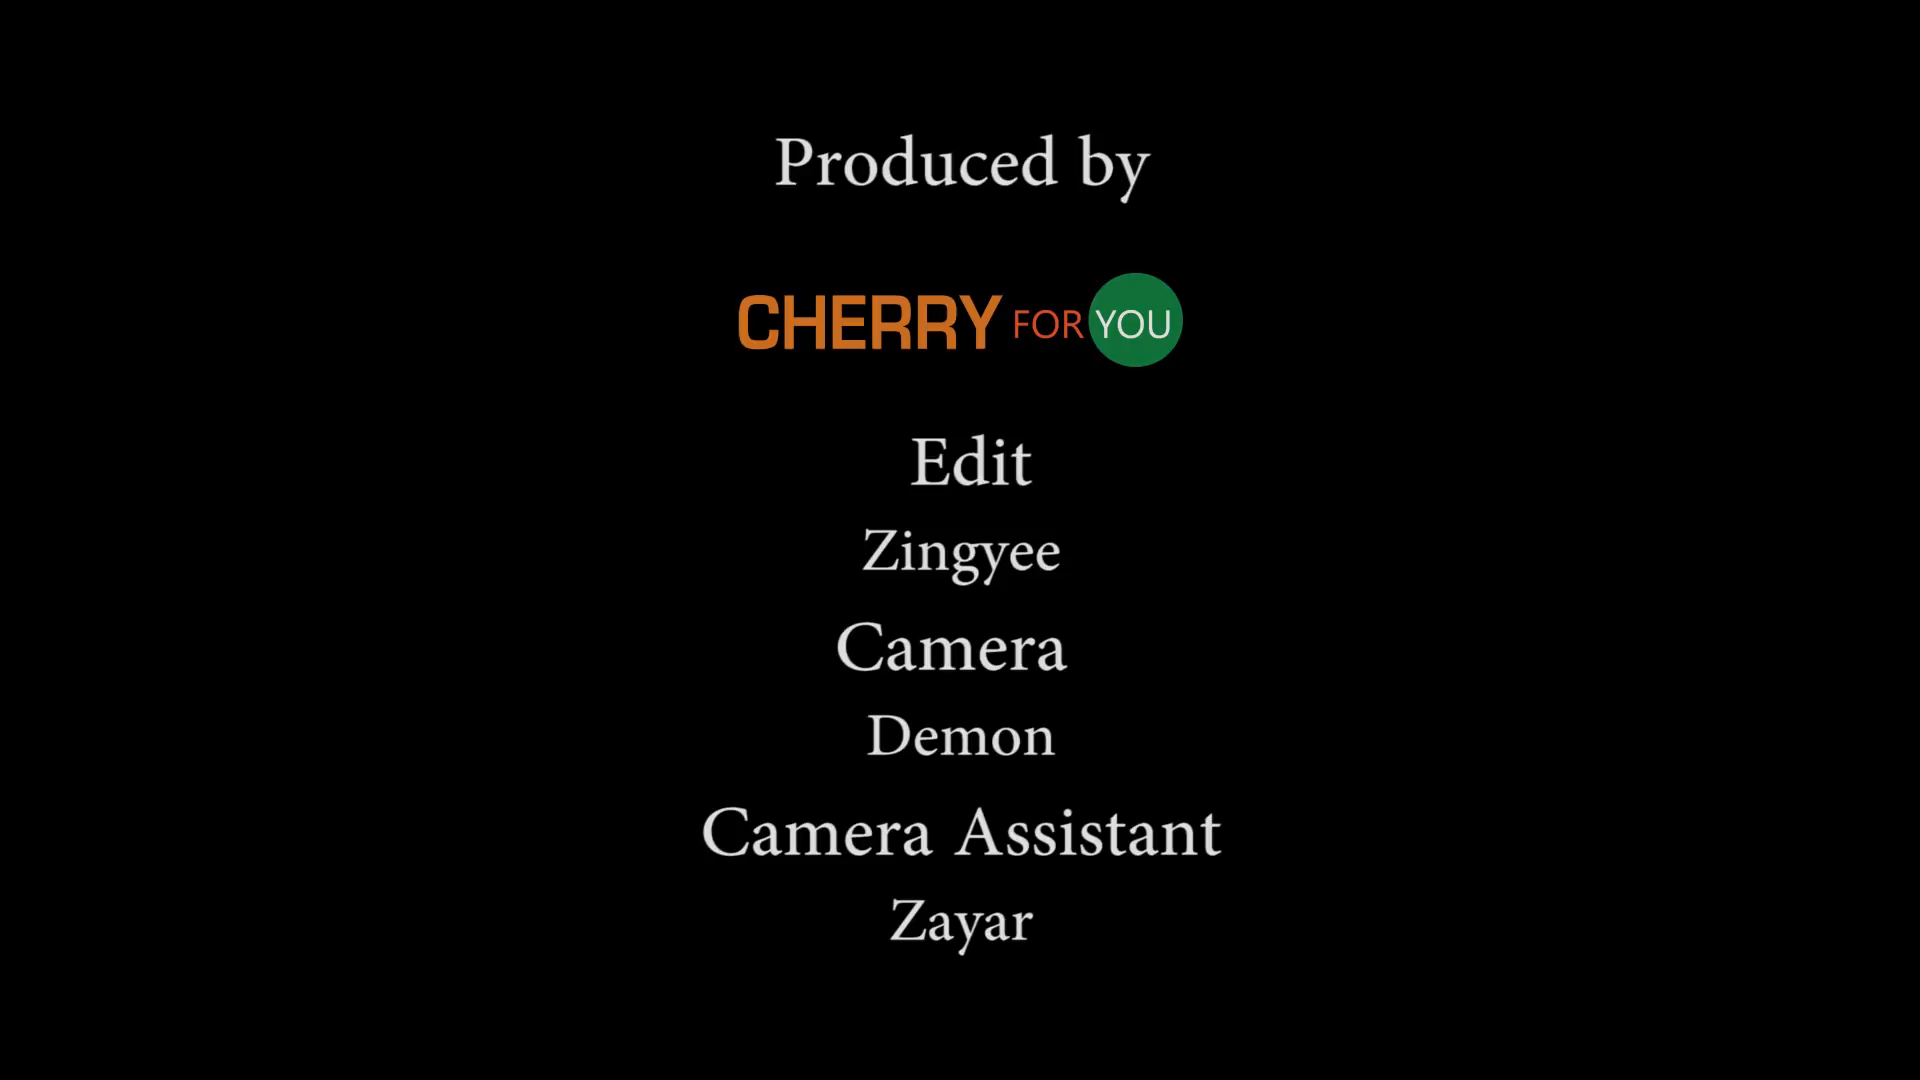 Produced by
CHERRY FOR YOU
Edit
Zingyee
Camera
Demon
Camera Assistant
Zayar